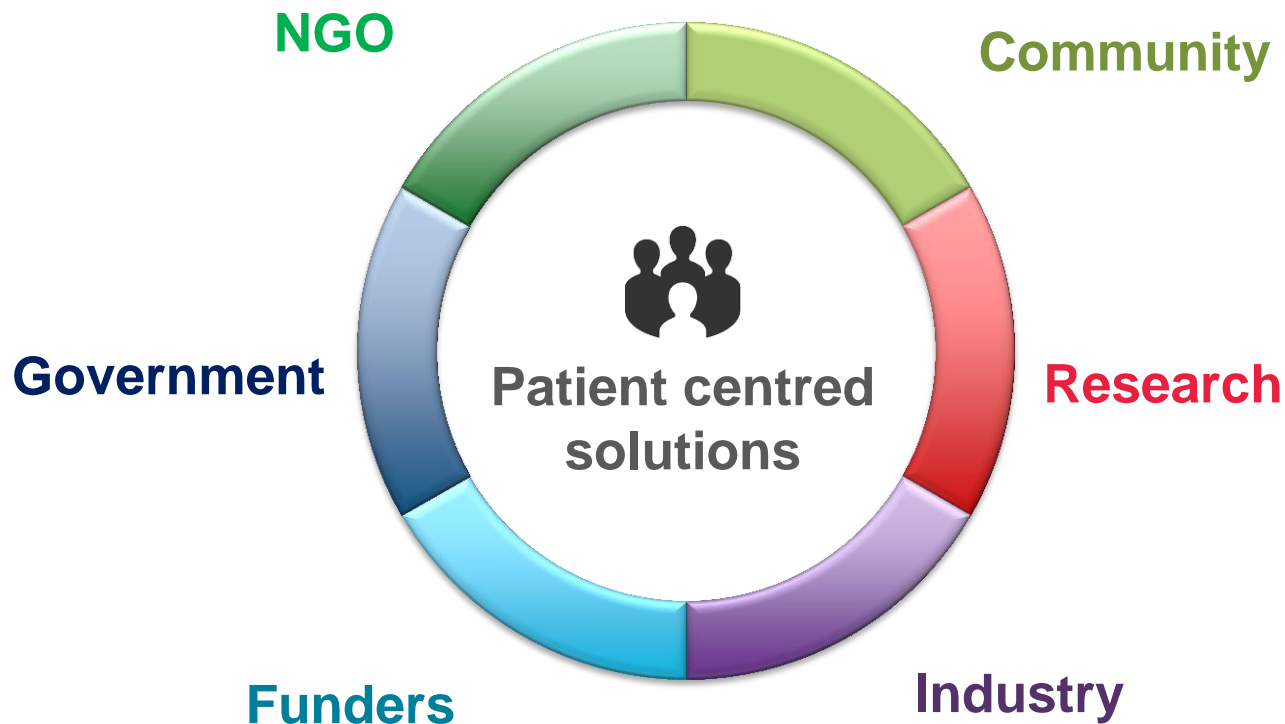 NGO
Community
Government
Patient centred
solutions
Research
Funders
Industry